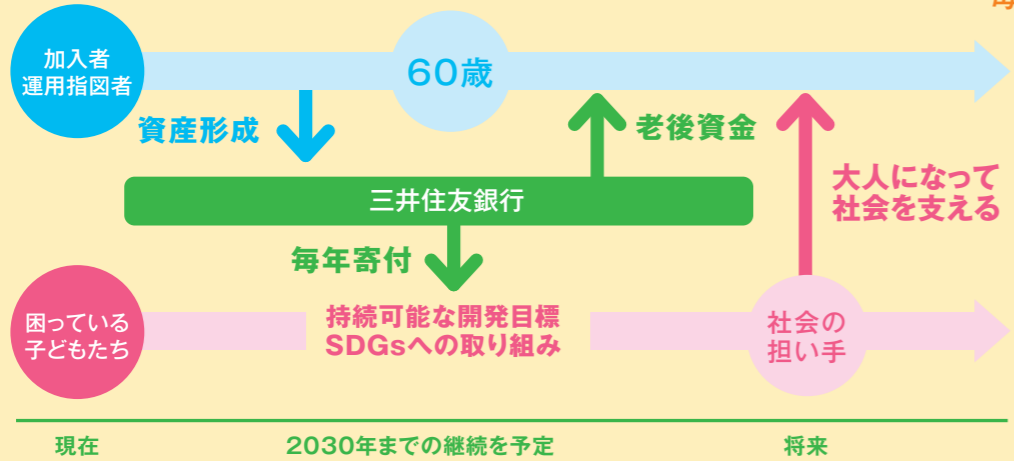 加入者
運用指図者
60歳
資産形成
老後資金
三井住友銀行
大人になって
社会を支える
毎年寄付
困っている
子どもたち
持続可能な開発目標
SDGsへの取り組み
社会の
担い手
現在
2030年までの継続を予定
将来